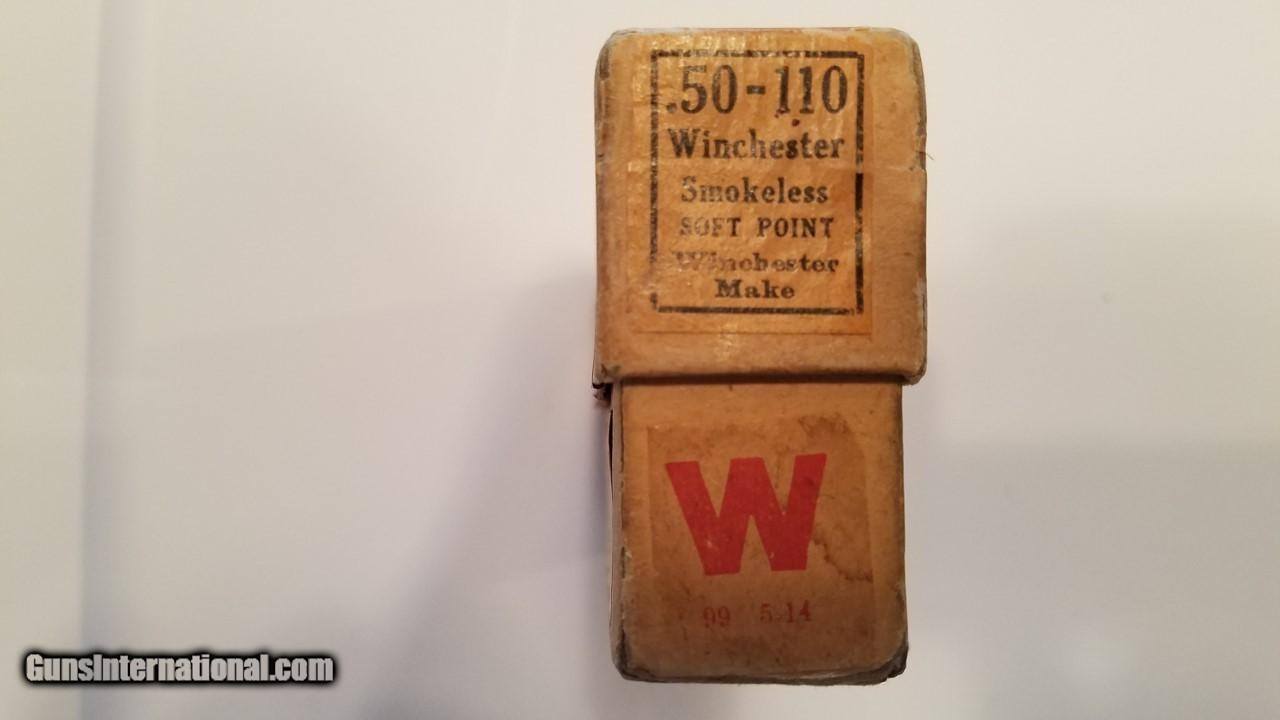 .50-110
Winchester
Smokeless
SOFT POINT
Winchester
Make
W
99 5-14
GunsInternational.com